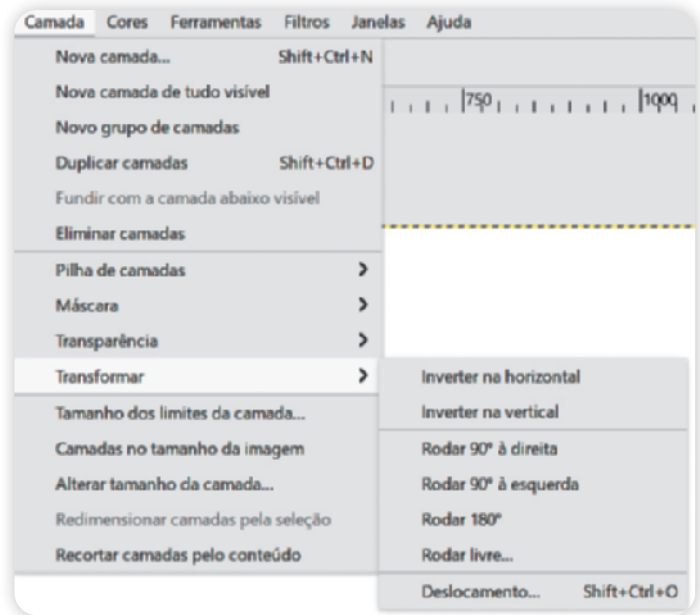 Camada Cores Ferramentas Filtros Janelas Ajuda
Nova camada... Shift+Ctrl+N
Nova camada de tudo visível
750 1000
Novo grupo de camadas
Duplicar camadas Shift+Ctrl+D
Fundir com a camada abaixo visível
Eliminar camadas
Pilha de camadas
Máscara
Transparência
Transformar
Inverter na horizontal
Inverter na vertical
Rodar 90° à direita
Rodar 90° à esquerda
Rodar 180°
Rodar livre...
Deslocamento... Shift+Ctrl+O
Tamanho dos limites da camada...
Camadas no tamanho da imagem
Alterar tamanho da camada...
Redimensionar camadas pela seleção
Recortar camadas pelo conteúdo